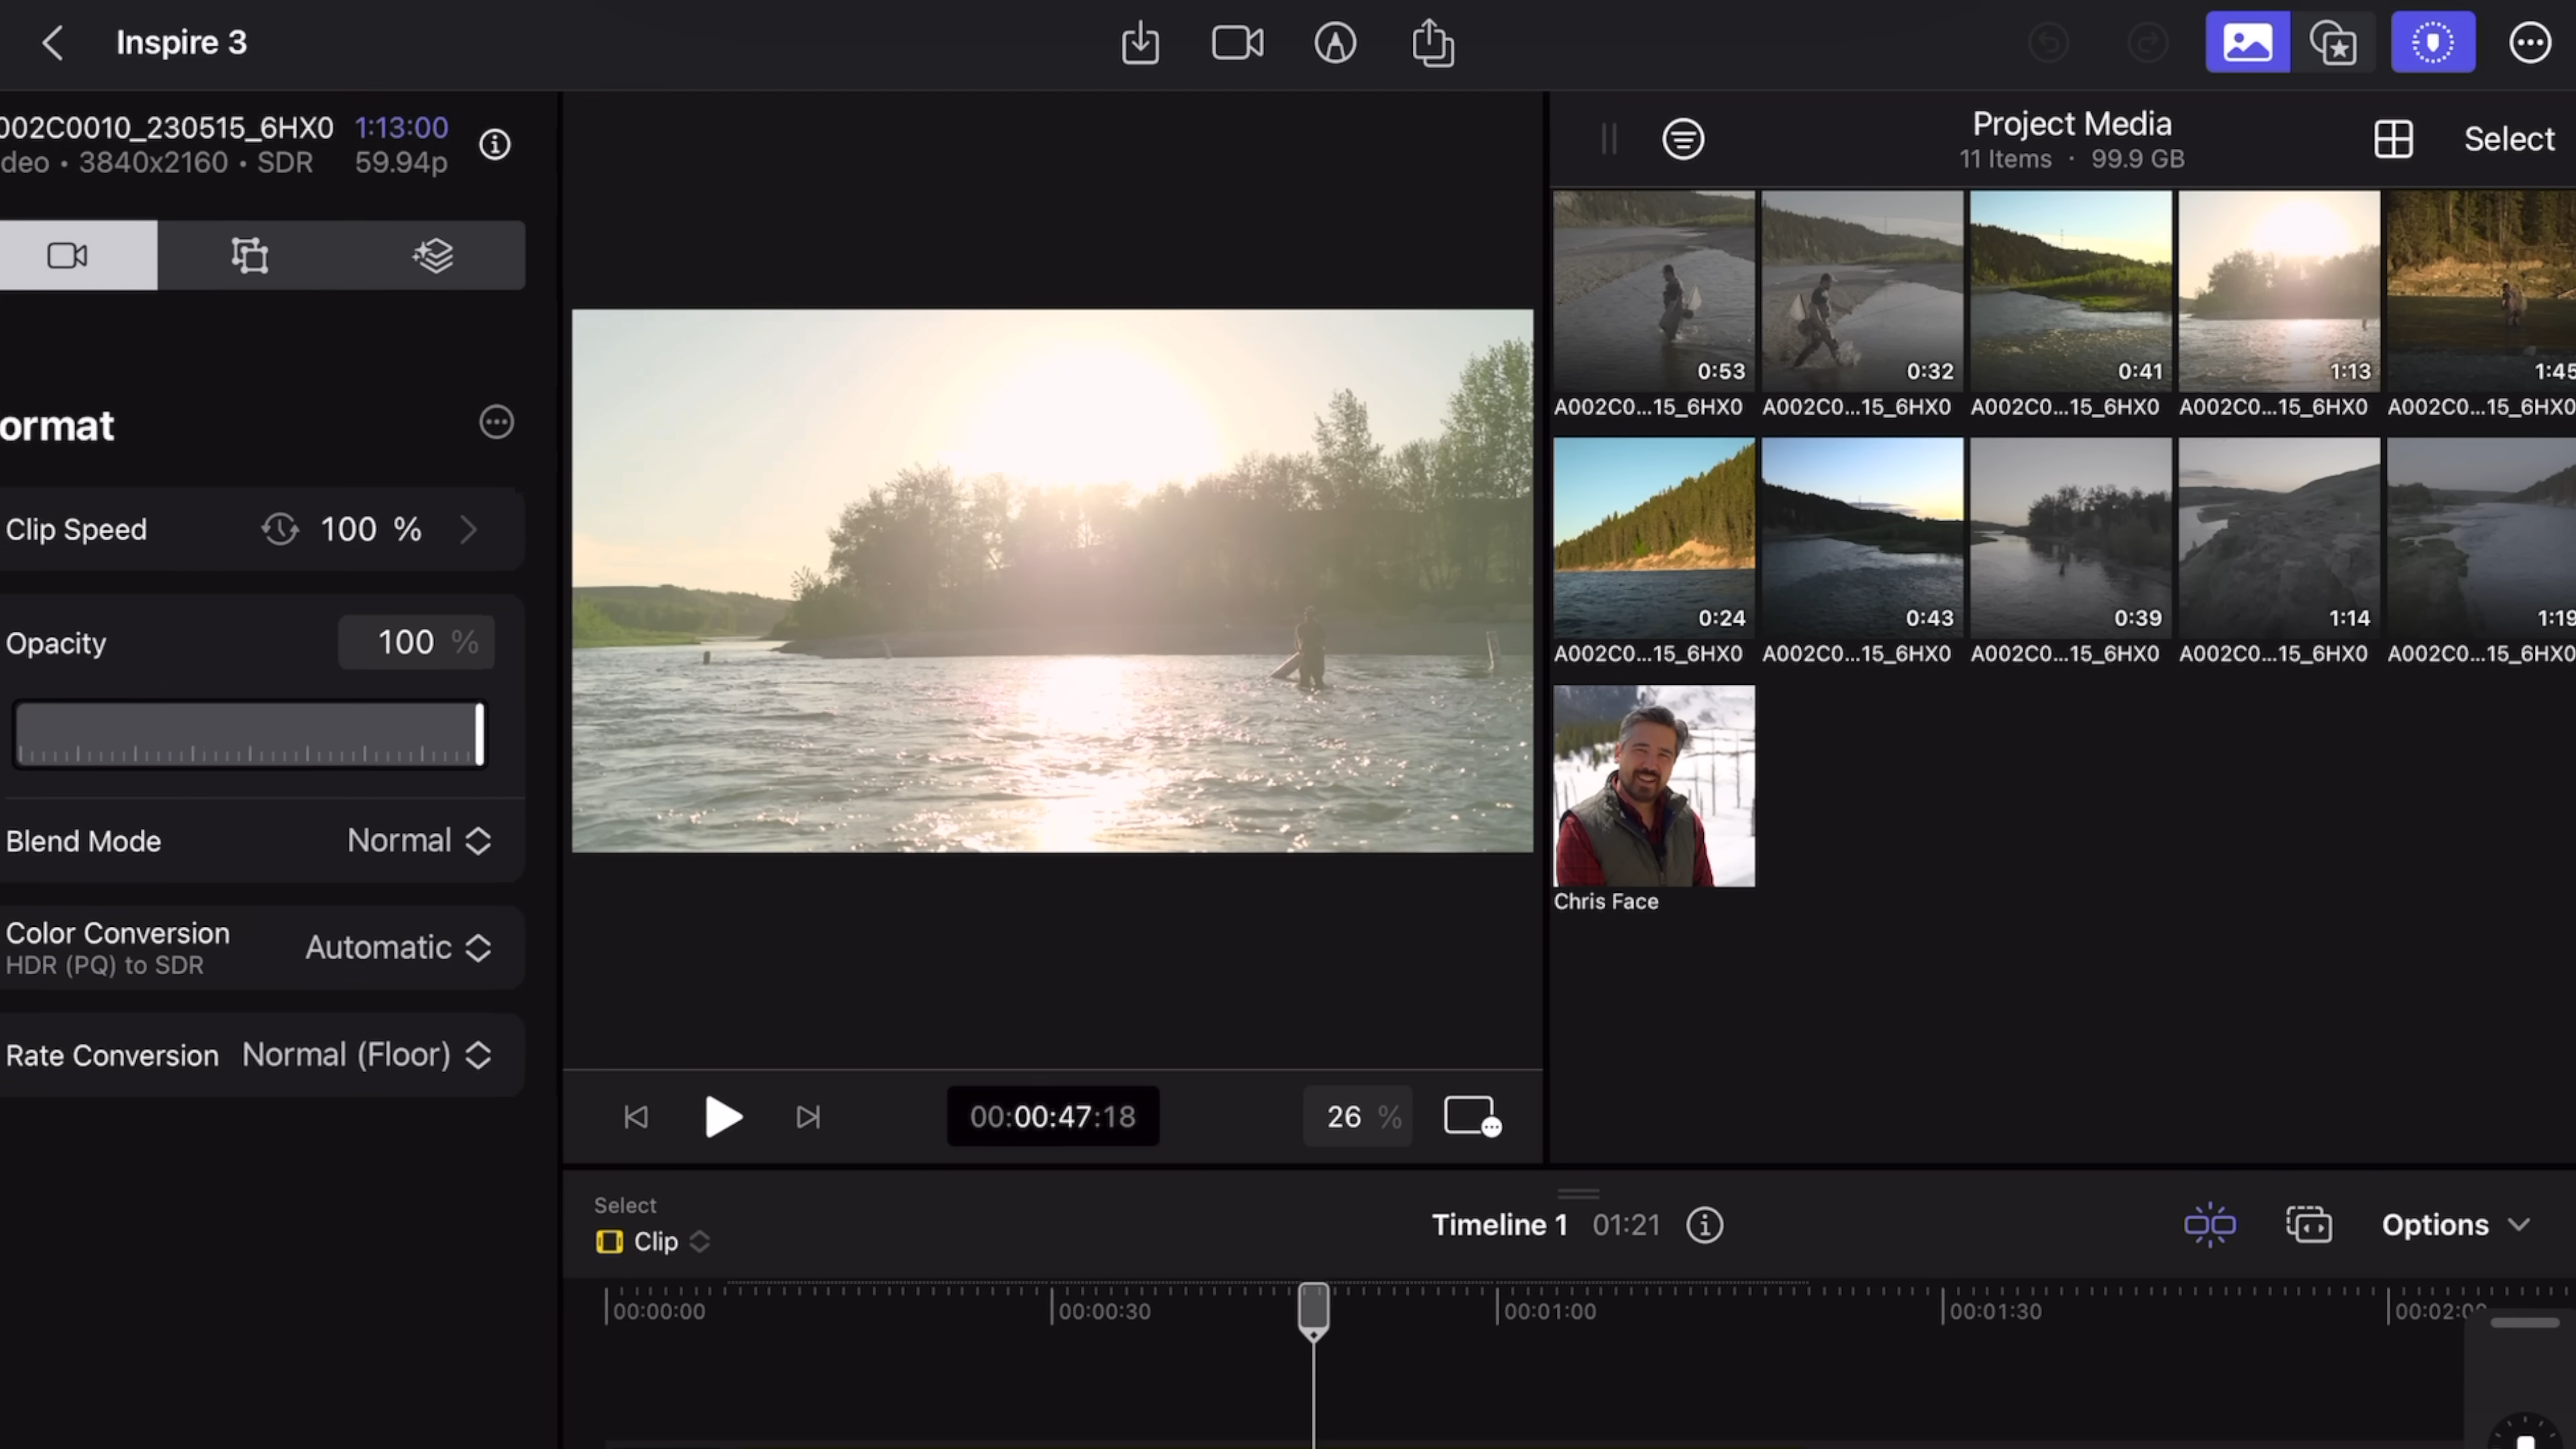 Inspire 3
002C0010_230515_6HX0 1:13:00
deo • 3840x2160 • SDR 59.94p
ormat
Clip Speed 100 %
Opacity 100 %
Blend Mode Normal
Color Conversion Automatic
HDR (PQ) to SDR
Rate Conversion Normal (Floor)
00:00:47:18
26 %
Project Media
11 Items · 99.9 GB
Select
0:53 0:32 0:41 1:13 1:45
A002C0...15_6HX0 A002C0...15_6HX0 A002C0...15_6HX0 A002C0...15_6HX0 A002C0...15_6HX0
0:24 0:43 0:39 1:14 1:19
A002C0...15_6HX0 A002C0...15_6HX0 A002C0...15_6HX0 A002C0...15_6HX0 A002C0...15_6HX0
Chris Face
Select
Clip
Timeline 1 01:21
Options
00:00:00 00:00:30 00:01:00 00:01:30 00:02:00